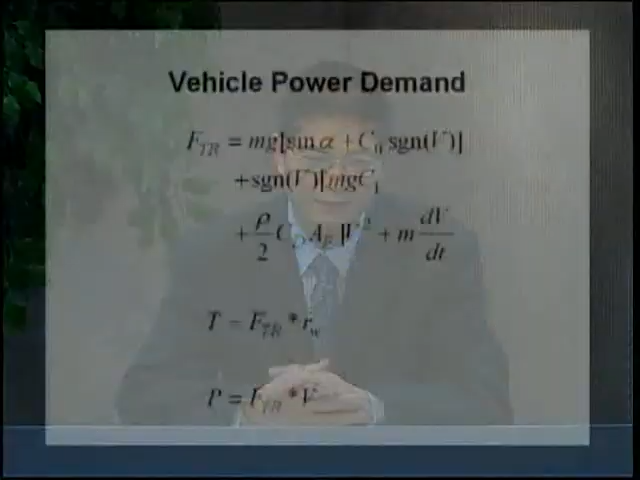 Vehicle Power Demand
F_TR = mg[sin α + C_0 sgn(V)]
+sgn(V)[mgC_1
+ ρ/2 C_D A_F ]V² + m dV/dt
T = F_TR * r_w
P = F_TR * V